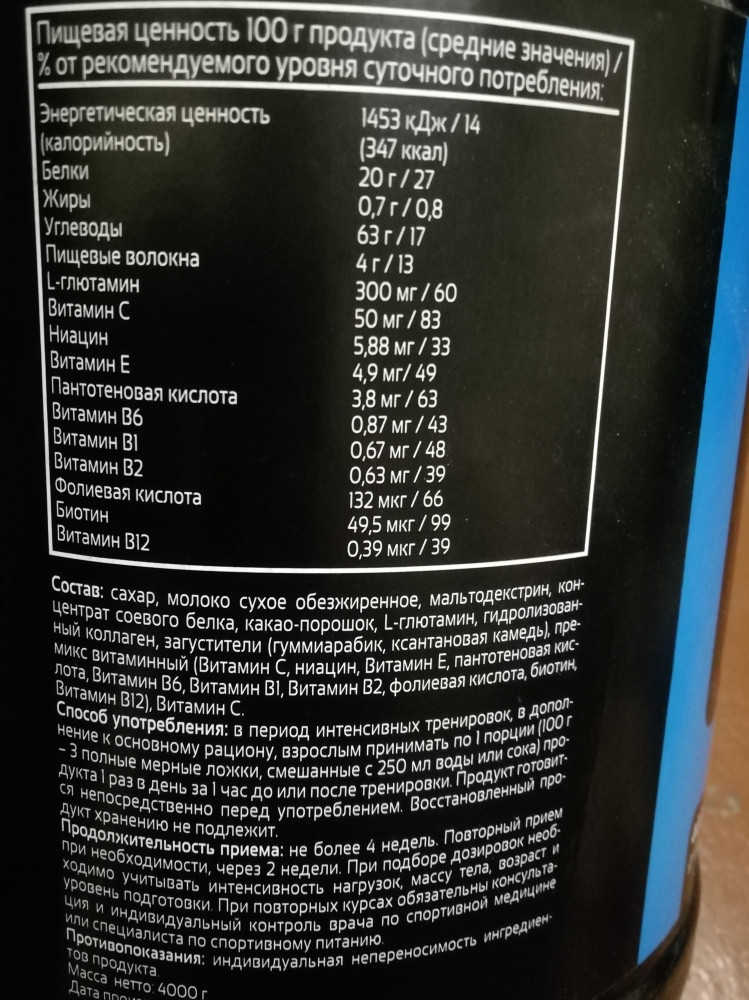 Пищевая ценность 100 г продукта (средние значения) /
% от рекомендуемого уровня суточного потребления:
Энергетическая ценность 1453 кДж / 14
(калорийность) (347 ккал)
Белки 20 г / 27
Жиры 0,7 г / 0,8
Углеводы 63 г / 17
Пищевые волокна 4 г / 13
L-глютамин 300 мг / 60
Витамин C 50 мг / 83
Ниацин 5,88 мг / 33
Витамин E 4,9 мг / 49
Пантотеновая кислота 3,8 мг / 63
Витамин B6 0,87 мг / 43
Витамин B1 0,67 мг / 48
Витамин B2 0,63 мг / 39
Фолиевая кислота 132 мкг / 66
Биотин 49,5 мкг / 99
Витамин B12 0,39 мкг / 39
Состав: сахар, молоко сухое обезжиренное, мальтодекстрин, кон-
центрат соевого белка, какао-порошок, L-глютамин, гидролизован-
ный коллаген, загустители (гуммиарабик, ксантановая камедь), пре-
микс витаминный (Витамин C, ниацин, Витамин E, пантотеновая кис-
лота, Витамин B6, Витамин B1, Витамин B2, фолиевая кислота, биотин,
Витамин B12), Витамин C.
Способ употребления: в период интенсивных тренировок, в допол-
нение к основному рациону, взрослым принимать по 1 порции (100 г
– 3 полные мерные ложки, смешанные с 250 мл воды или сока) про-
дукта 1 раз в день за 1 час до или после тренировки. Продукт готовит-
ся непосредственно перед употреблением. Восстановленный про-
дукт хранению не подлежит.
Продолжительность приема: не более 4 недель. Повторный прием
при необходимости, через 2 недели. При подборе дозировок необ-
ходимо учитывать интенсивность нагрузок, массу тела, возраст и
уровень подготовки. При повторных курсах обязательны консульта-
ция и индивидуальный контроль врача по спортивной медицине
или специалиста по спортивному питанию.
Противопоказания: индивидуальная непереносимость ингредиен-
тов продукта.
Масса нетто: 4000 г
Дата